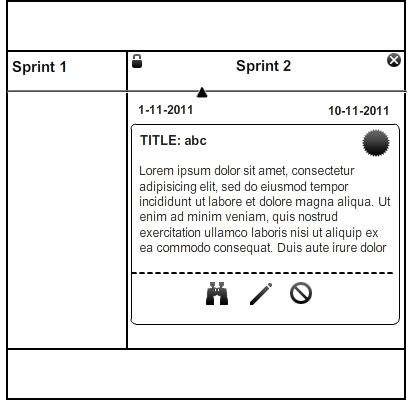 Sprint 1
Sprint 2
1-11-2011
10-11-2011
TITLE: abc
Lorem ipsum dolor sit amet, consectetur
adipisicing elit, sed do eiusmod tempor
incididunt ut labore et dolore magna aliqua. Ut
enim ad minim veniam, quis nostrud
exercitation ullamco laboris nisi ut aliquip ex
ea commodo consequat. Duis aute irure dolor